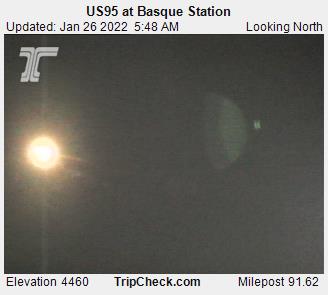 US95 at Basque Station
Updated: Jan 26 2022 5:48 AM Looking North
Elevation 4460 TripCheck.com Milepost 91.62